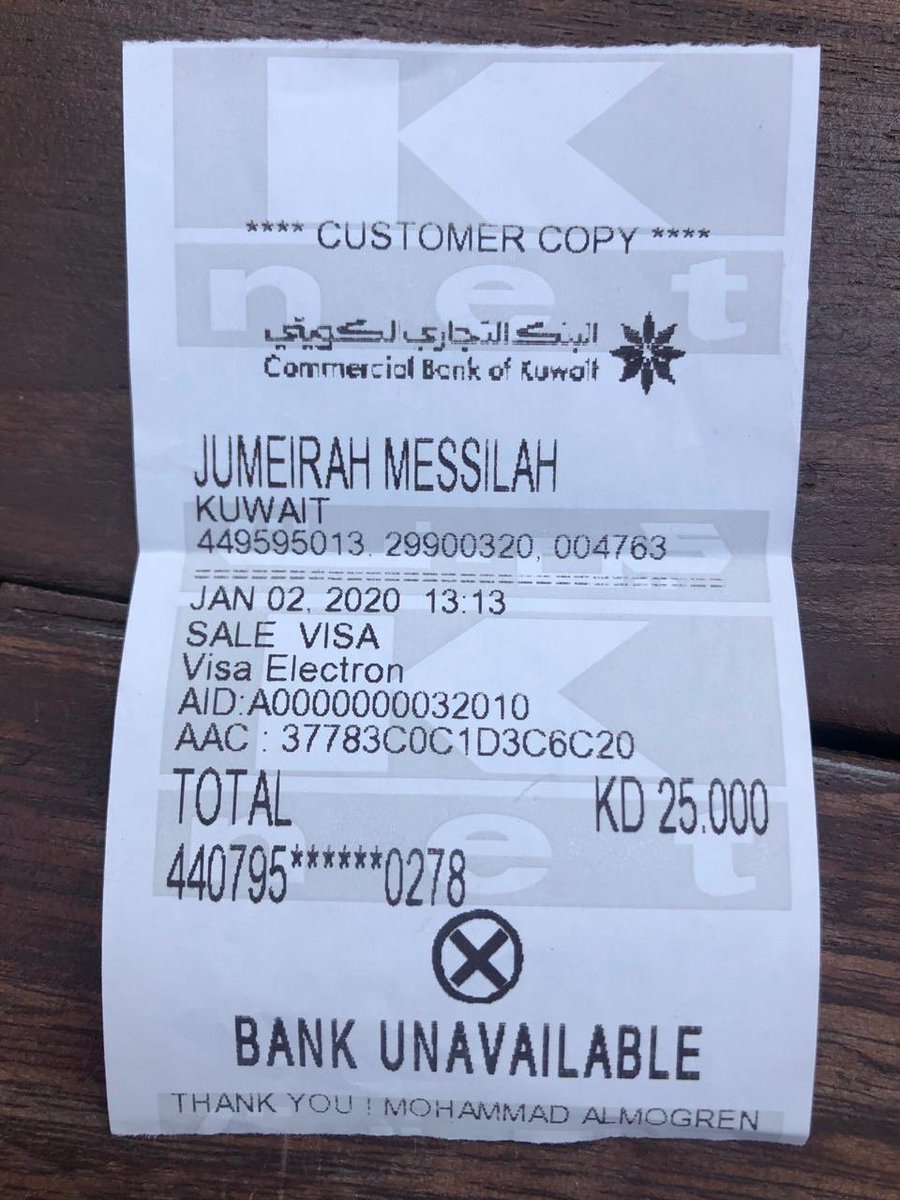 K
**** CUSTOMER COPY ****
net
البنك التجاري الكويتي
Commercial Bank of Kuwait
JUMEIRAH MESSILAH
KUWAIT
449595013, 29900320, 004763
JAN 02, 2020 13:13
SALE VISA
Visa Electron
AID:A0000000032010
AAC : 37783C0C1D3C6C20
TOTAL KD 25.000
net
440795******0278
BANK UNAVAILABLE
THANK YOU ! MOHAMMAD ALMOGREN